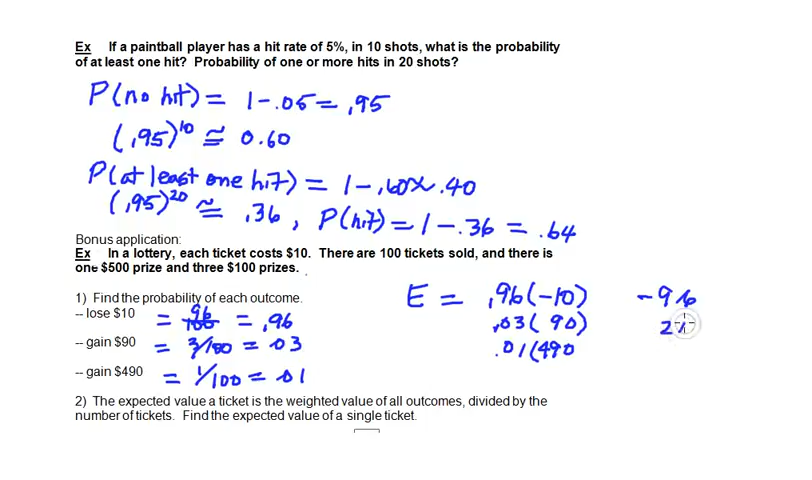 Ex If a paintball player has a hit rate of 5%, in 10 shots, what is the probability
of at least one hit? Probability of one or more hits in 20 shots?
P(no hit) = 1-.05 = .95
(.95)^10 ≅ 0.60
P(at least one hit) = 1-.60 ≈ .40
(.95)^20 ≅ .36, P(hit) = 1-.36 = .64
Bonus application:
Ex In a lottery, each ticket costs $10. There are 100 tickets sold, and there is
one $500 prize and three $100 prizes.
1) Find the probability of each outcome.
E = .96(-10) -96
-- lose $10 = 96/100 = .96
.03(90)
-- gain $90 = 3/100 = .03
.01(490
-- gain $490 = 1/100 = .01
2) The expected value a ticket is the weighted value of all outcomes, divided by the
number of tickets. Find the expected value of a single ticket.